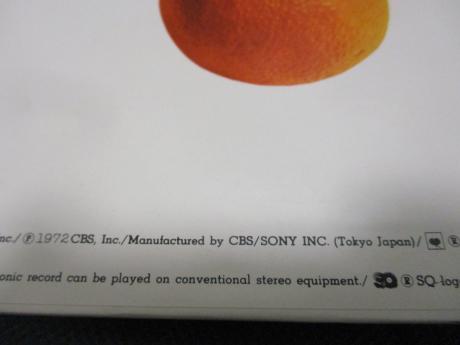 nc./ Ⓟ1972 CBS, Inc./Manufactured by CBS/SONY INC. (Tokyo Japan)/ Ⓡ
onic record can be played on conventional stereo equipment./ SQ Ⓡ SQ log